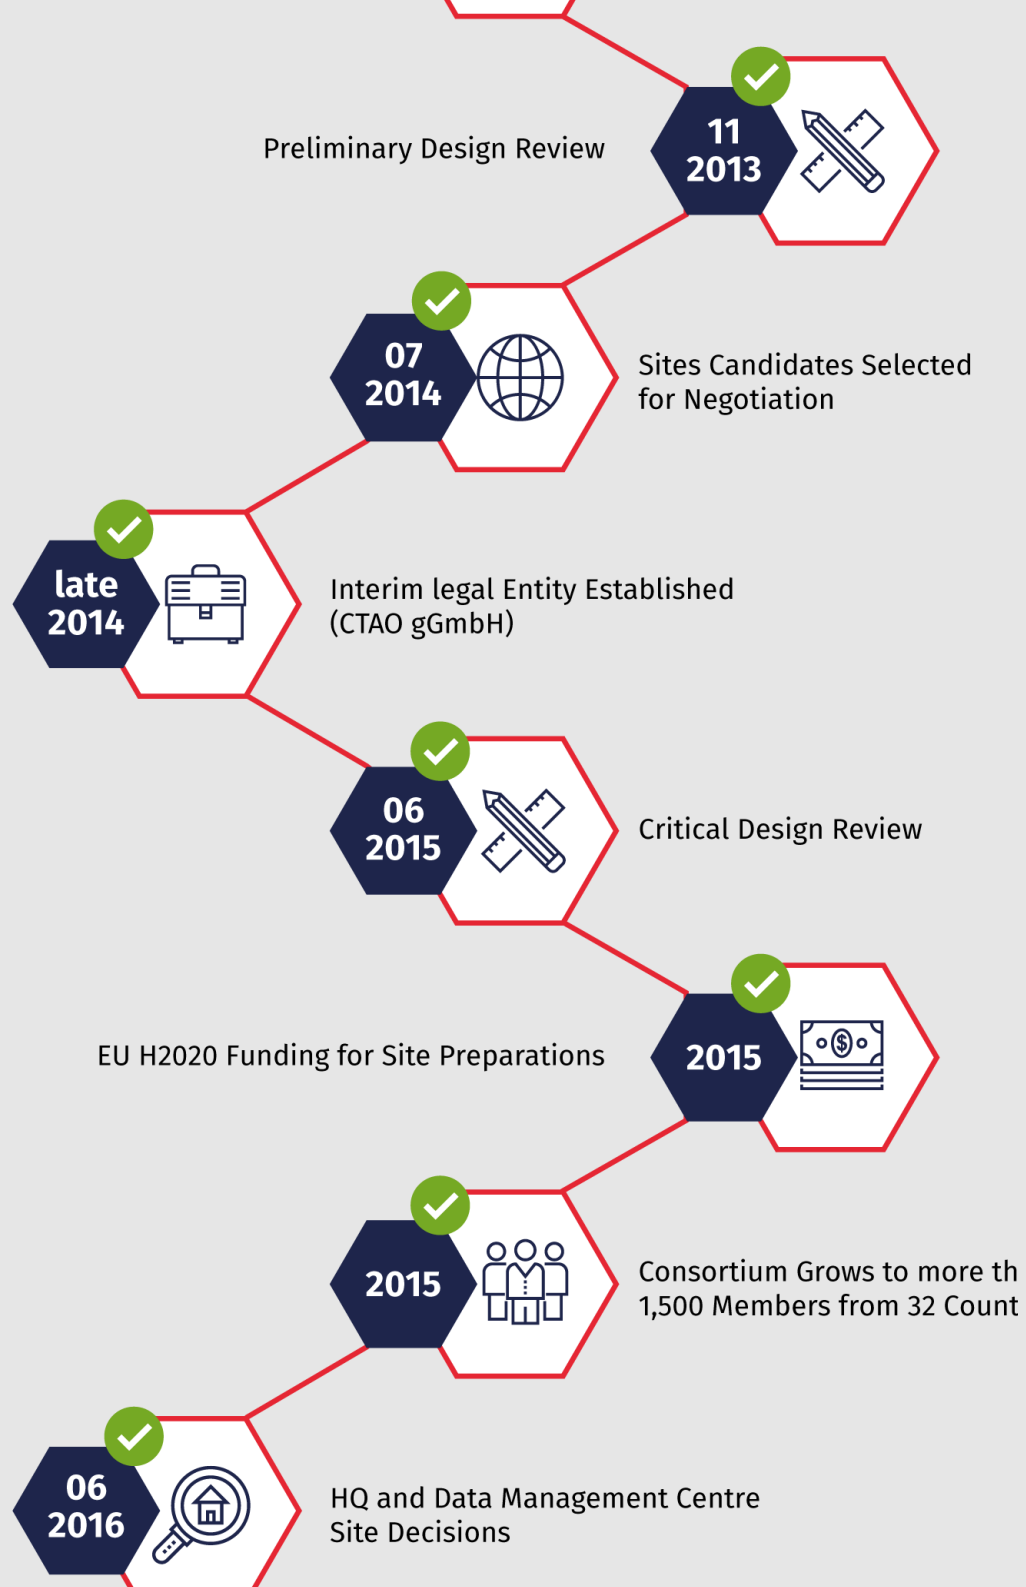 Preliminary Design Review
11
2013
07
2014
Sites Candidates Selected
for Negotiation
late
2014
Interim legal Entity Established
(CTAO gGmbH)
06
2015
Critical Design Review
EU H2020 Funding for Site Preparations
2015
2015
Consortium Grows to more th
1,500 Members from 32 Count
06
2016
HQ and Data Management Centre
Site Decisions